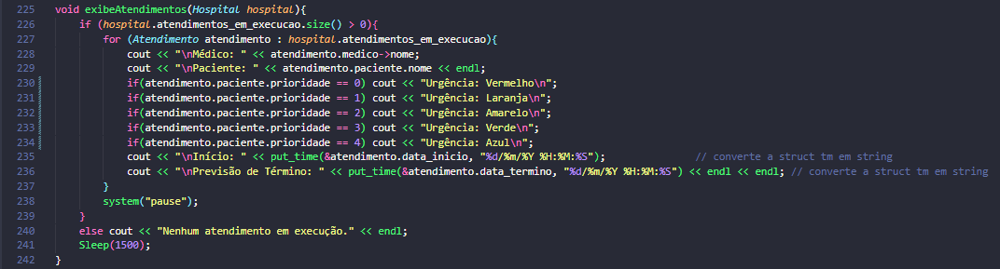 225 void exibeAtendimentos(Hospital hospital){
226     if (hospital.atendimentos_em_execucao.size() > 0){
227         for (Atendimento atendimento : hospital.atendimentos_em_execucao){
228             cout << "\nMédico: " << atendimento.medico->nome;
229             cout << "\nPaciente: " << atendimento.paciente.nome << endl;
230             if(atendimento.paciente.prioridade == 0) cout << "Urgência: Vermelho\n";
231             if(atendimento.paciente.prioridade == 1) cout << "Urgência: Laranja\n";
232             if(atendimento.paciente.prioridade == 2) cout << "Urgência: Amarelo\n";
233             if(atendimento.paciente.prioridade == 3) cout << "Urgência: Verde\n";
234             if(atendimento.paciente.prioridade == 4) cout << "Urgência: Azul\n";
235             cout << "\nInício: " << put_time(&atendimento.data_inicio, "%d/%m/%Y %H:%M:%S");               // converte a struct tm em string
236             cout << "\nPrevisão de Término: " << put_time(&atendimento.data_termino, "%d/%m/%Y %H:%M:%S") << endl << endl; // converte a struct tm em string
237         }
238         system("pause");
239     }
240     else cout << "Nenhum atendimento em execução." << endl;
241     Sleep(1500);
242 }